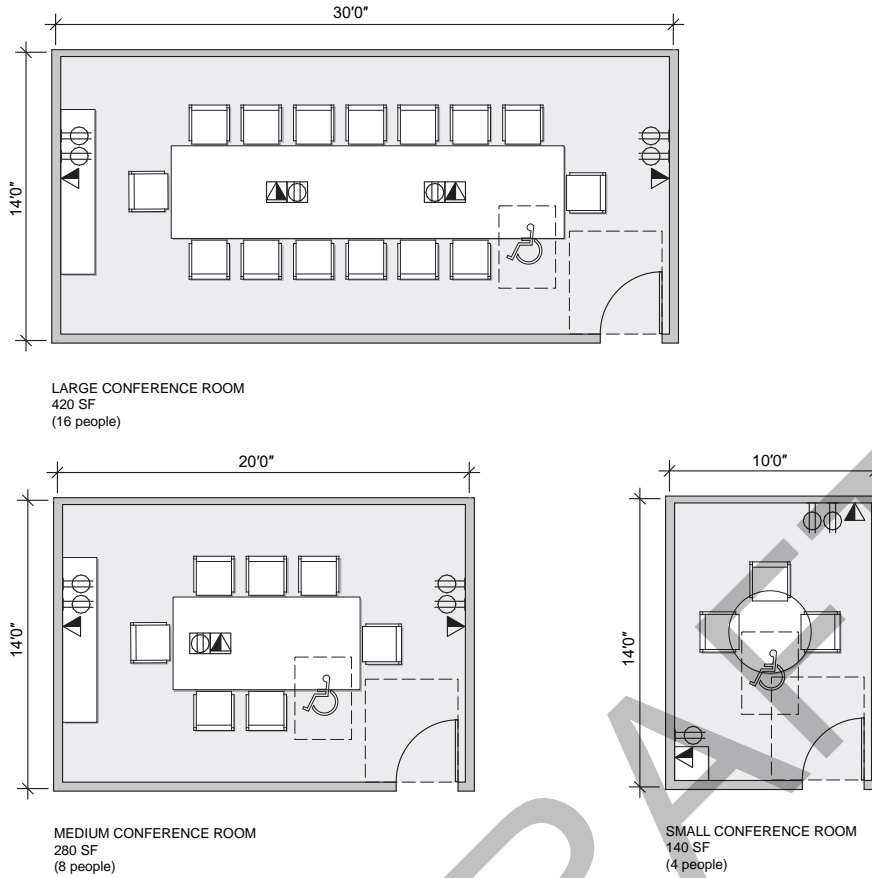 30'0"
14'0"
LARGE CONFERENCE ROOM
420 SF
(16 people)
20'0"
10'0"
14'0"
14'0"
MEDIUM CONFERENCE ROOM
280 SF
(8 people)
SMALL CONFERENCE ROOM
140 SF
(4 people)
RAFT